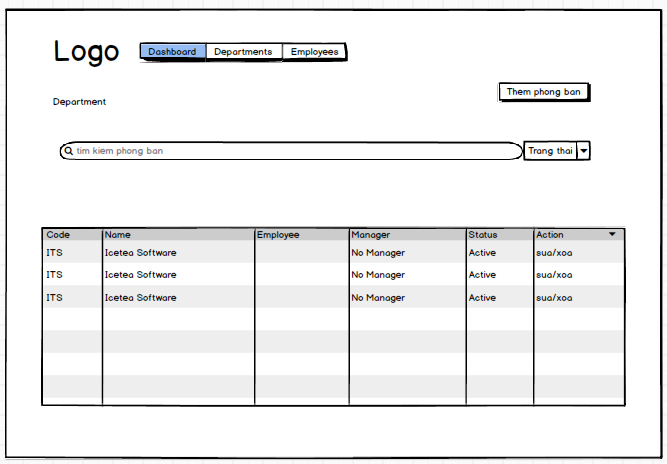 Logo
Dashboard Departments Employees
Them phong ban
Department
tim kiem phong ban Trang thai
Code Name Employee Manager Status Action
ITS Icetea Software No Manager Active sua/xoa
ITS Icetea Software No Manager Active sua/xoa
ITS Icetea Software No Manager Active sua/xoa